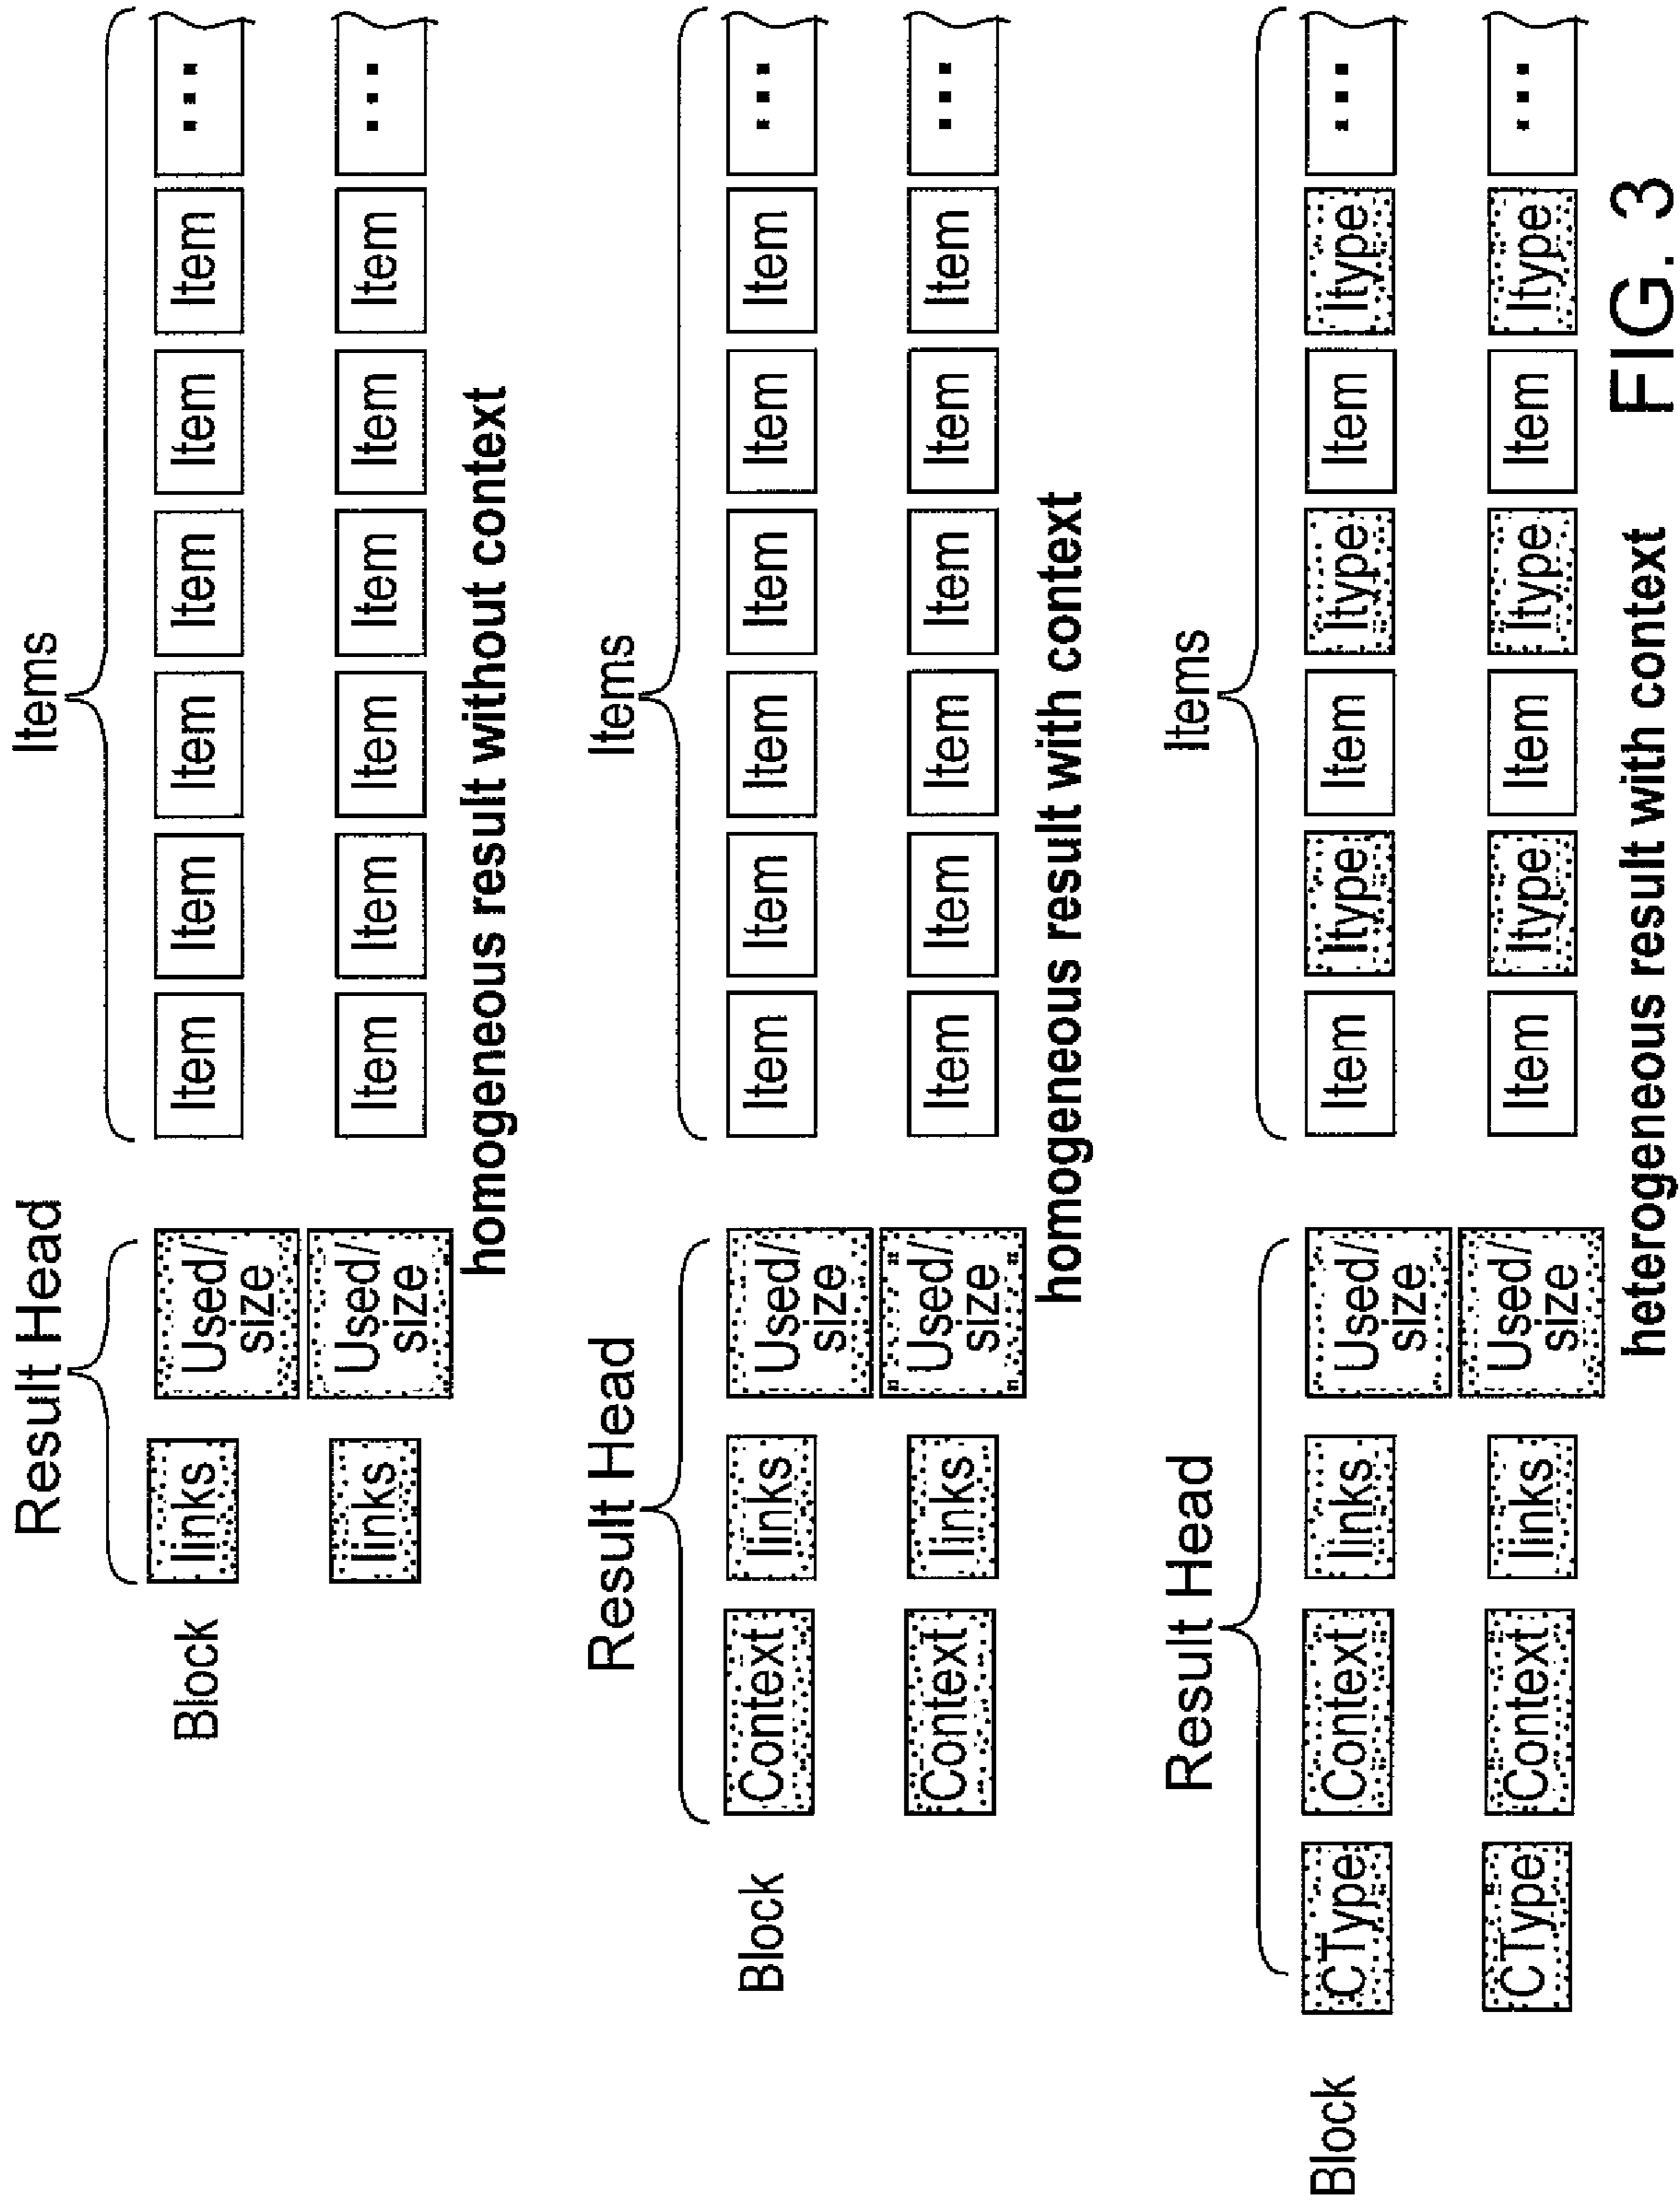 Result Head Items
Block links Used/ size Item Item Item Item Item Item ...
links Used/ size Item Item Item Item Item Item ...
homogeneous result without context
Result Head Items
Block Context links Used/ size Item Item Item Item Item Item ...
Context links Used/ size Item Item Item Item Item Item ...
homogeneous result with context
Result Head Items
Block CType Context links Used/ size Item Itype Item Itype Item Itype ...
CType Context links Used/ size Item Itype Item Itype Item Itype ...
heterogeneous result with context
FIG. 3